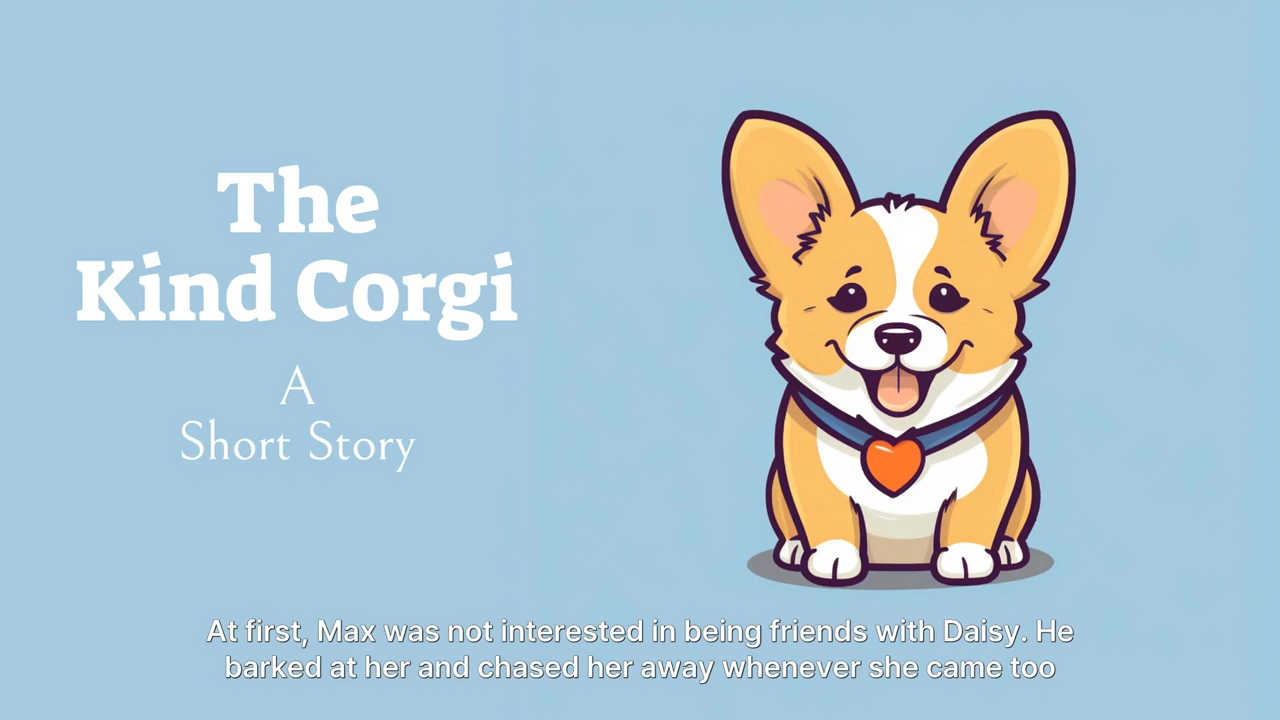 The
Kind Corgi
A
Short Story
At first, Max was not interested in being friends with Daisy. He
barked at her and chased her away whenever she came too